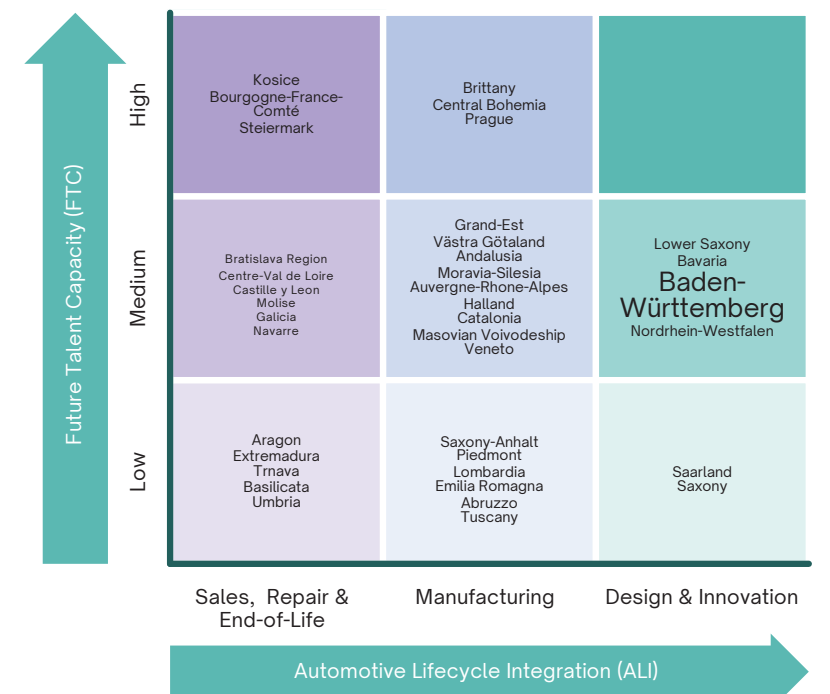 Future Talent Capacity (FTC)
High
Kosice
Bourgogne-France-
Comté
Steiermark
Brittany
Central Bohemia
Prague
Medium
Bratislava Region
Centre-Val de Loire
Castille y Leon
Molise
Galicia
Navarre
Grand-Est
Västra Götaland
Andalusia
Moravia-Silesia
Auvergne-Rhone-Alpes
Halland
Catalonia
Masovian Voivodeship
Veneto
Lower Saxony
Bavaria
Baden-
Württemberg
Nordrhein-Westfalen
Low
Aragon
Extremadura
Trnava
Basilicata
Umbria
Saxony-Anhalt
Piedmont
Lombardia
Emilia Romagna
Abruzzo
Tuscany
Saarland
Saxony
Sales, Repair &
End-of-Life
Manufacturing
Design & Innovation
Automotive Lifecycle Integration (ALI)